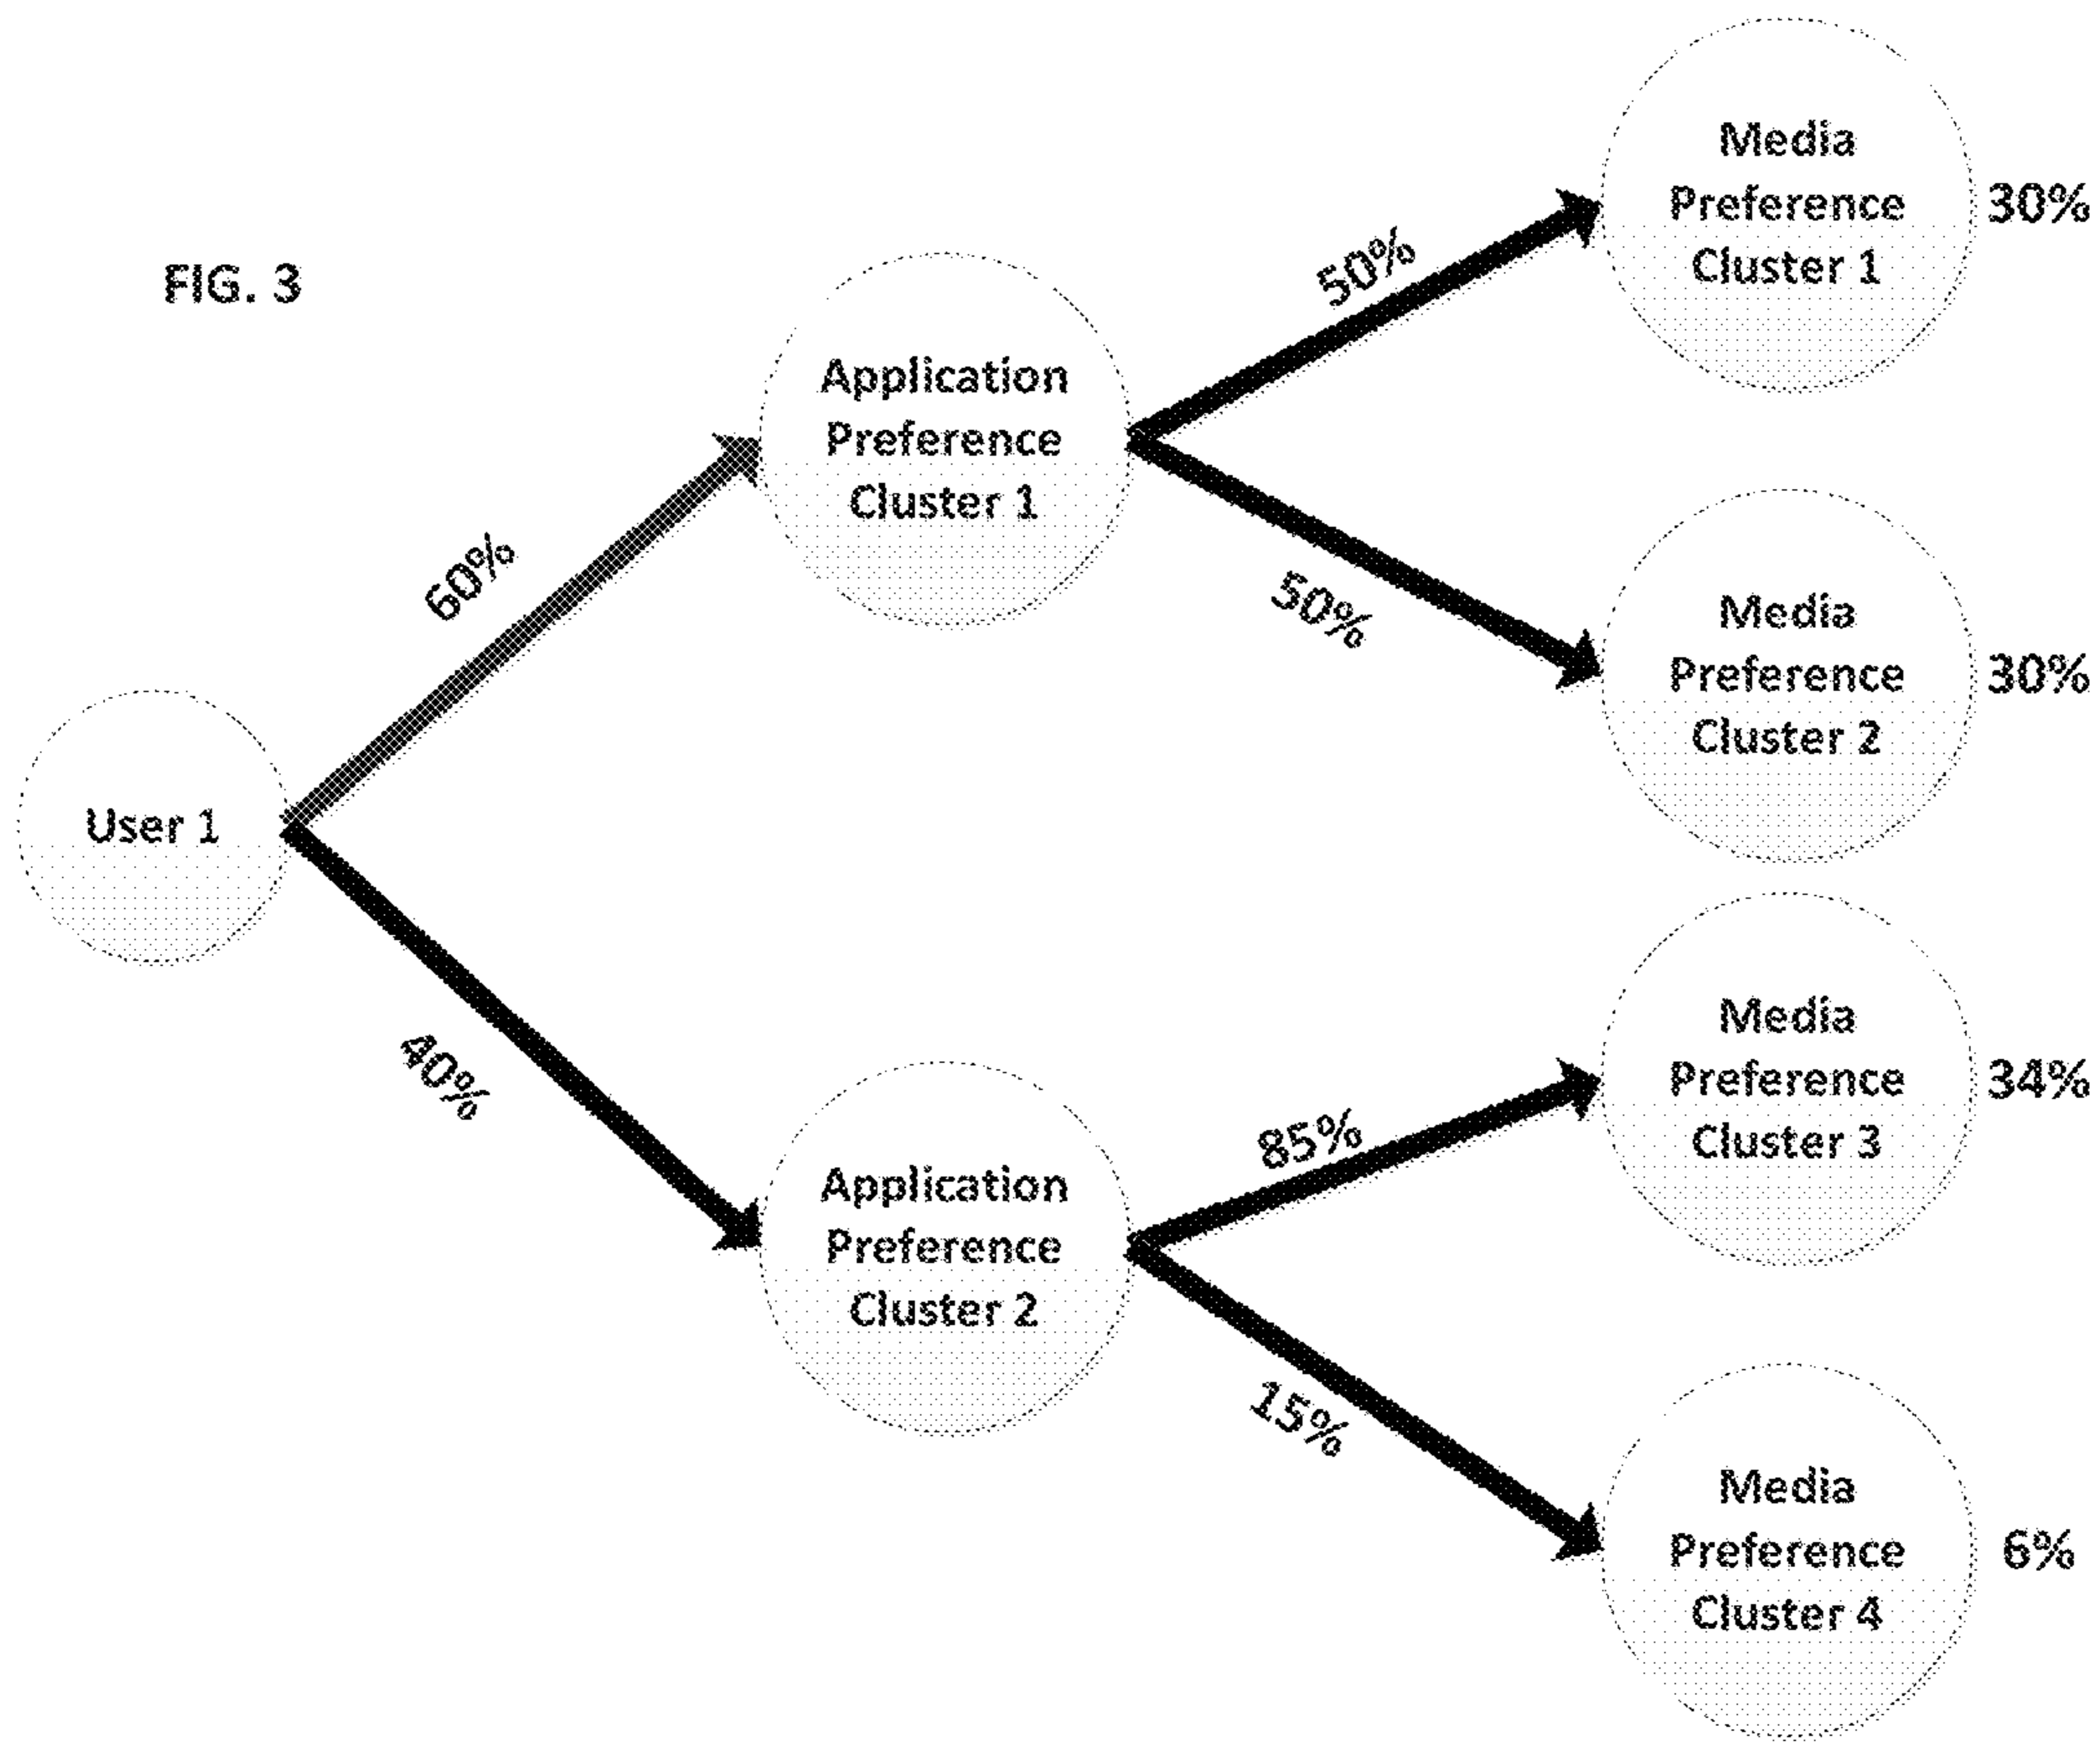 FIG. 3
User 1
60%
40%
Application
Preference
Cluster 1
Application
Preference
Cluster 2
50%
50%
85%
15%
Media
Preference
Cluster 1
30%
Media
Preference
Cluster 2
30%
Media
Preference
Cluster 3
34%
Media
Preference
Cluster 4
6%